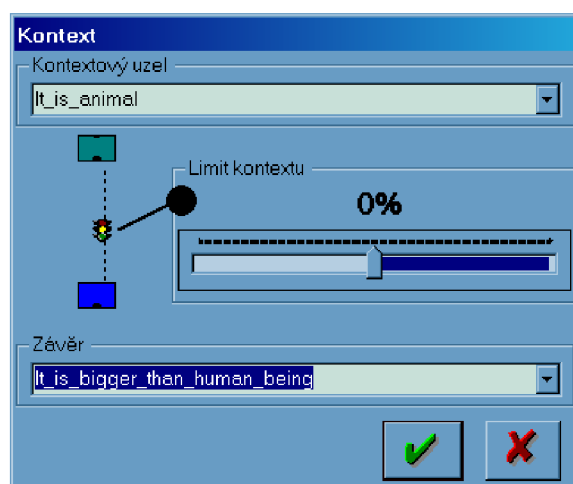 Kontext
Kontextový uzel
It_is_animal
Limit kontextu
0%
Závěr
It_is_bigger_than_human_being